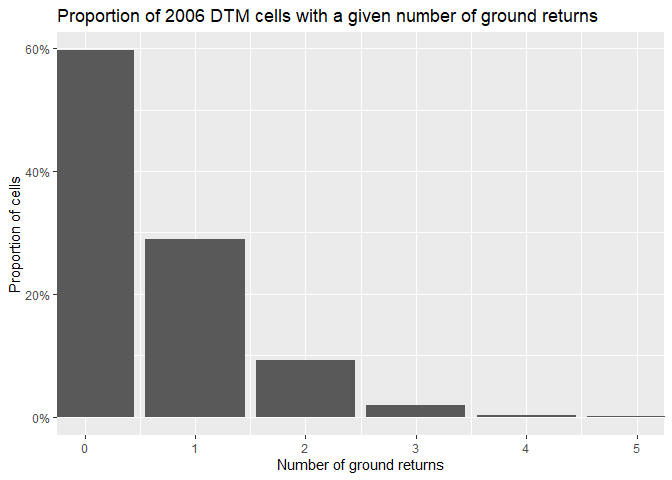 Proportion of 2006 DTM cells with a given number of ground returns
60%
40%
20%
0%
Proportion of cells
0 1 2 3 4 5
Number of ground returns